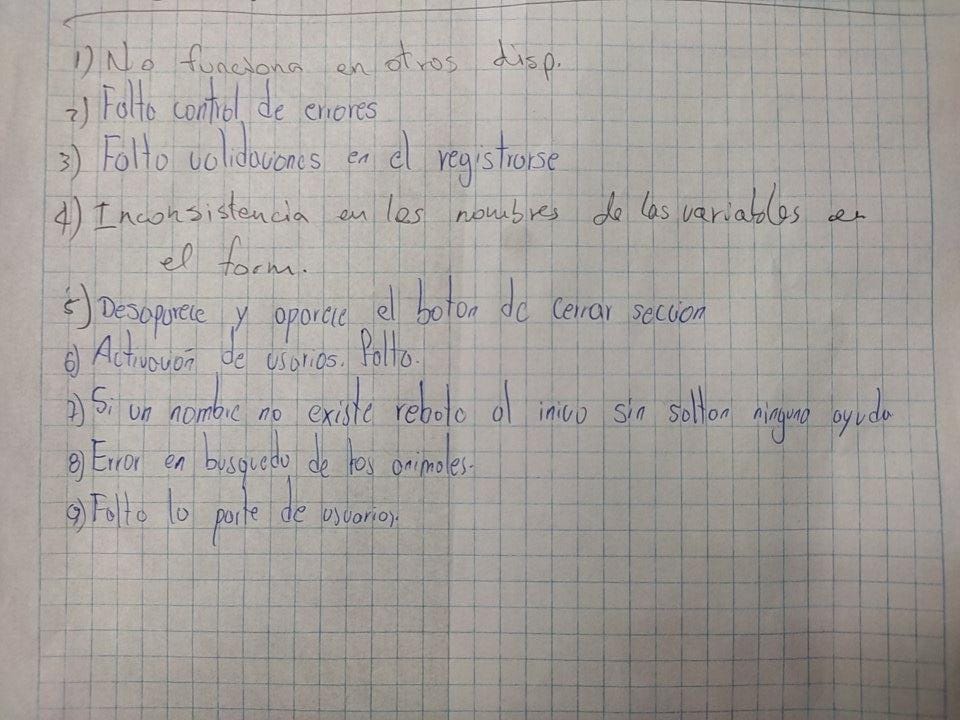 1) No funciona en otros disp.
2) Falta control de errores
3) Falta validaciones en el registrarse
4) Inconsistencia en los nombres de las variables en
el form.
5) Desaparece y aparece el boton de cerrar seccion
6) Activación de usarios. Falta.
7) Si un nombre no existe rebota al inicio sin saltar ninguna ayuda
8) Error en busqueda de los animales.
9) Falta la parte de usuarios.